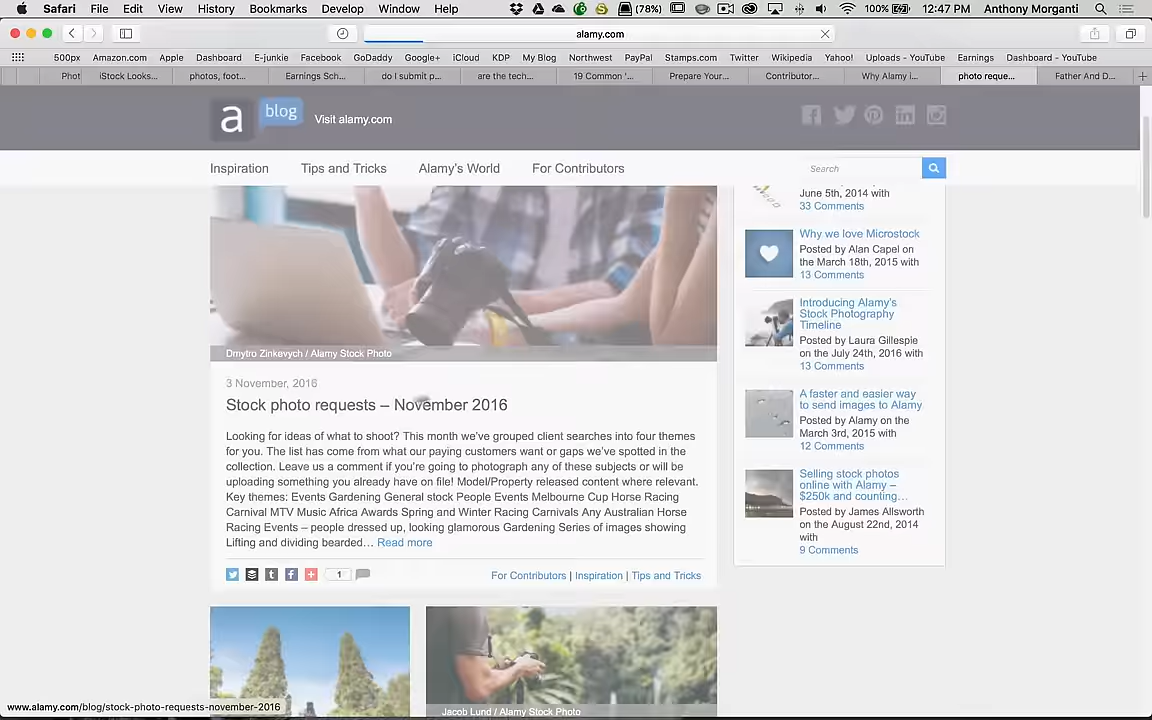 Safari File Edit View History Bookmarks Develop Window Help (78%) 100% 12:47 PM Anthony Morganti
alamy.com
500px Amazon.com Apple Dashboard E-junkie Facebook GoDaddy Google+ iCloud KDP My Blog Northwest PayPal Stamps.com Twitter Wikipedia Yahoo! Uploads - YouTube Earnings Dashboard - YouTube
Phot iStock Looks... photos, foot... Earnings Sch... do I submit p... are the tech... 19 Common '... Prepare Your... Contributor... Why Alamy i... photo reque... Father And D...
a blog Visit alamy.com
Inspiration Tips and Tricks Alamy's World For Contributors Search
Dmytro Zinkevych / Alamy Stock Photo
3 November, 2016
Stock photo requests – November 2016
Looking for ideas of what to shoot? This month we've grouped client searches into four themes
for you. The list has come from what our paying customers want or gaps we've spotted in the
collection. Leave us a comment if you're going to photograph any of these subjects or will be
uploading something you already have on file! Model/Property released content where relevant.
Key themes: Events Gardening General stock People Events Melbourne Cup Horse Racing
Carnival MTV Music Africa Awards Spring and Winter Racing Carnivals Any Australian Horse
Racing Events – people dressed up, looking glamorous Gardening Series of images showing
Lifting and dividing bearded… Read more
1
For Contributors | Inspiration | Tips and Tricks
Jacob Lund / Alamy Stock Photo
June 5th, 2014 with
33 Comments
Why we love Microstock
Posted by Alan Capel on
the March 18th, 2015 with
13 Comments
Introducing Alamy's
Stock Photography
Timeline
Posted by Laura Gillespie
on the July 24th, 2016 with
13 Comments
A faster and easier way
to send images to Alamy
Posted by Alamy on the
March 3rd, 2015 with
12 Comments
Selling stock photos
online with Alamy –
$250k and counting…
Posted by James Allsworth
on the August 22nd, 2014
with
9 Comments
www.alamy.com/blog/stock-photo-requests-november-2016